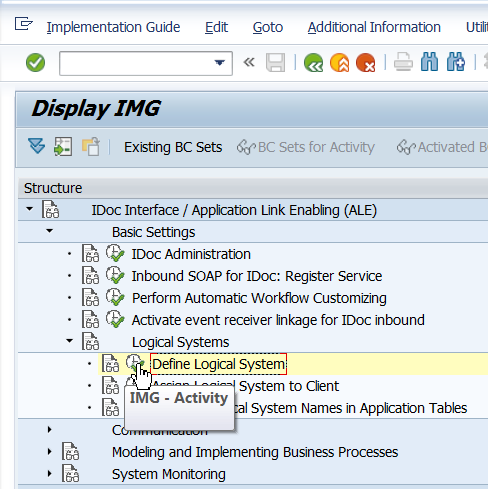 Implementation Guide Edit Goto Additional Information Utili
Display IMG
Existing BC Sets BC Sets for Activity Activated B
Structure
IDoc Interface / Application Link Enabling (ALE)
Basic Settings
IDoc Administration
Inbound SOAP for IDoc: Register Service
Perform Automatic Workflow Customizing
Activate event receiver linkage for IDoc inbound
Logical Systems
Define Logical System
Assign Logical System to Client
IMG - Activity
cal System Names in Application Tables
Communication
Modeling and Implementing Business Processes
System Monitoring